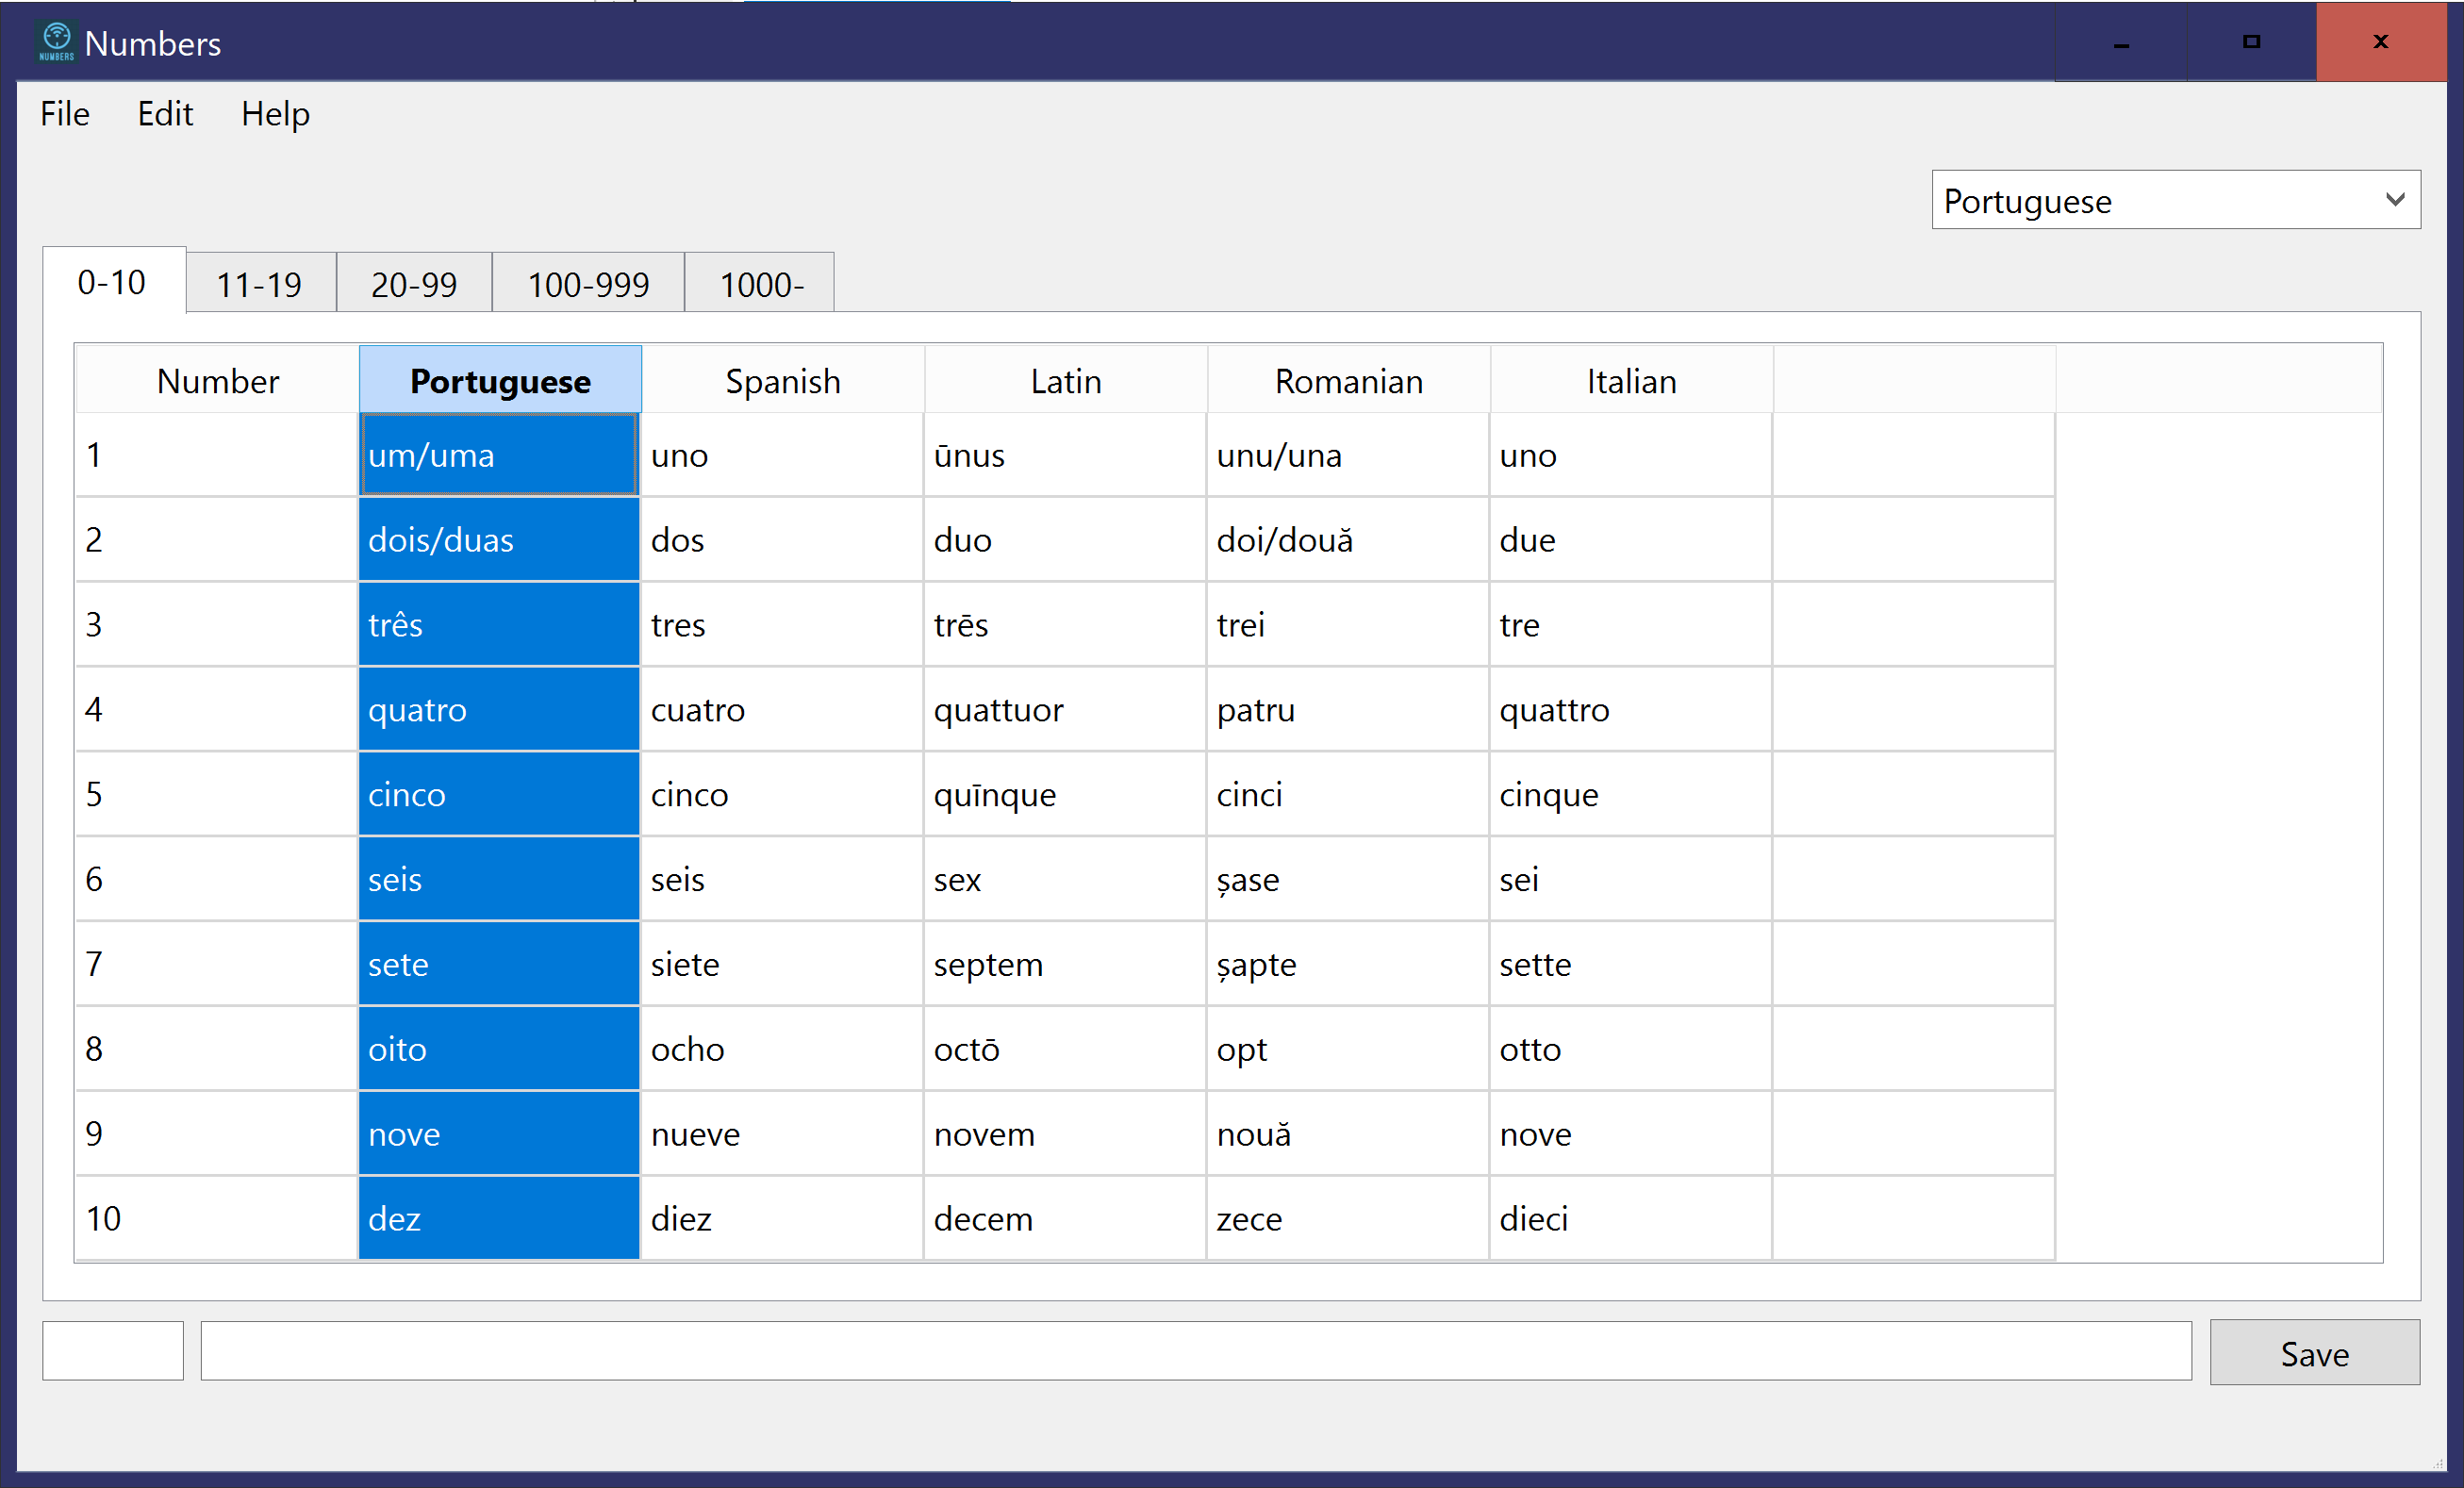 NUMBERS Numbers
File Edit Help
Portuguese
0-10 11-19 20-99 100-999 1000-
Number Portuguese Spanish Latin Romanian Italian
1 um/uma uno ūnus unu/una uno
2 dois/duas dos duo doi/două due
3 três tres trēs trei tre
4 quatro cuatro quattuor patru quattro
5 cinco cinco quīnque cinci cinque
6 seis seis sex șase sei
7 sete siete septem șapte sette
8 oito ocho octō opt otto
9 nove nueve novem nouă nove
10 dez diez decem zece dieci
Save